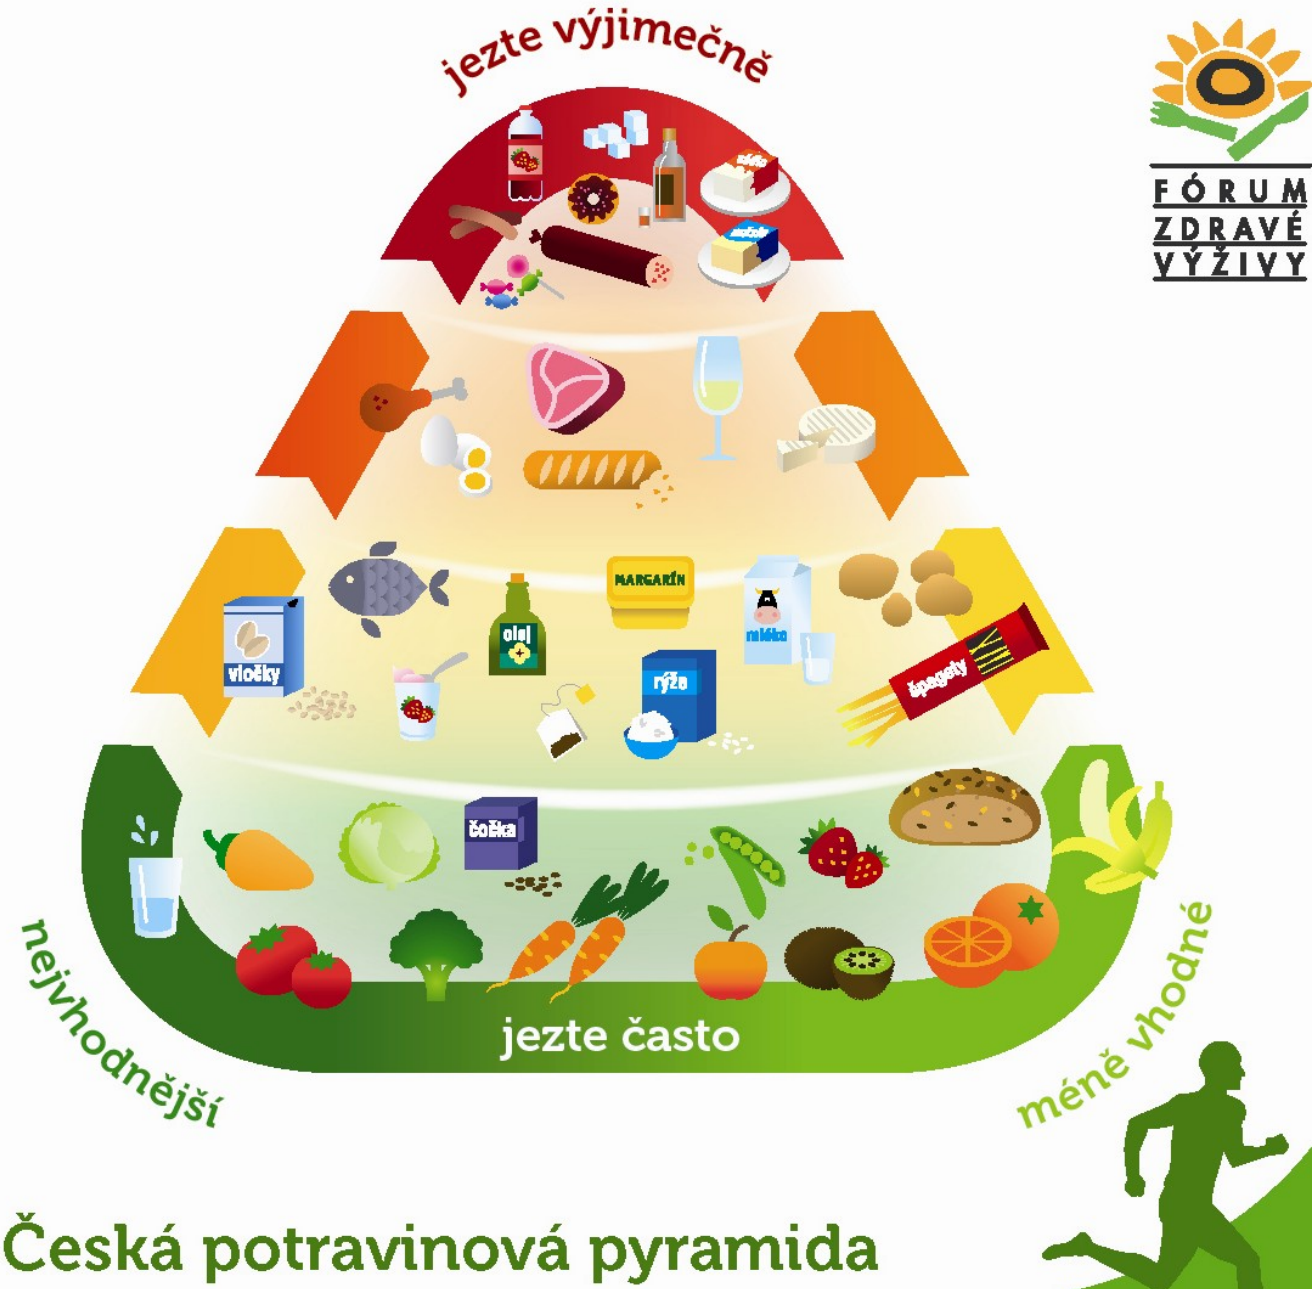 jezte výjimečně
FÓRUM
ZDRAVÉ
VÝŽIVY
MARGARÍN
olej
mléko
vločky
rýže
špagety
čočka
jezte často
nejvhodnější
méně vhodné
Česká potravinová pyramida